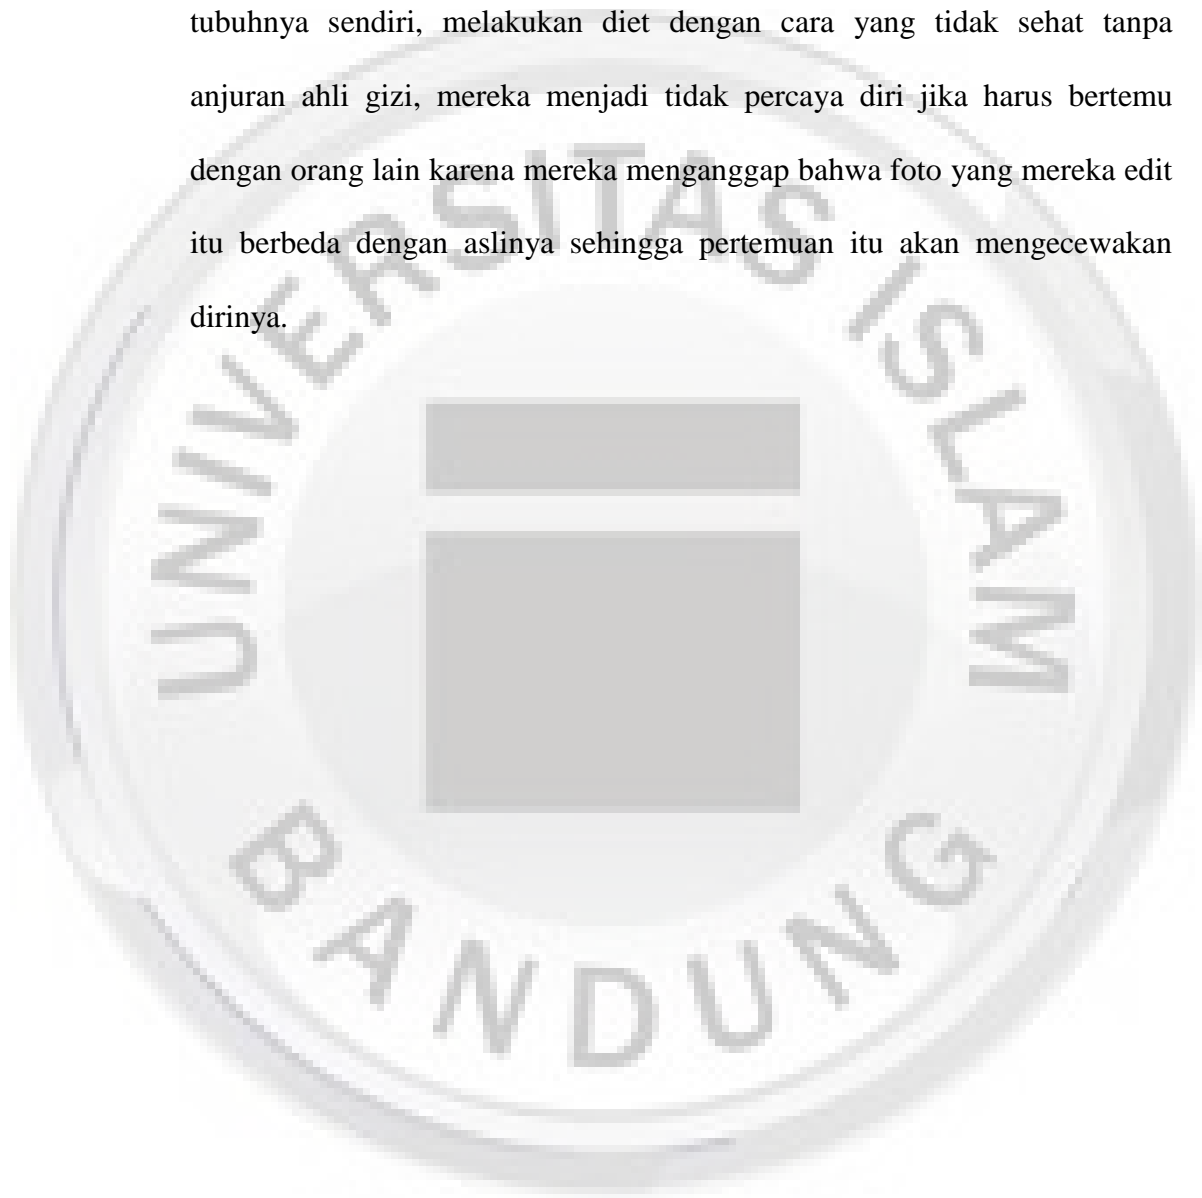 tubuhnya sendiri, melakukan diet dengan cara yang tidak sehat tanpa
anjuran ahli gizi, mereka menjadi tidak percaya diri jika harus bertemu
dengan orang lain karena mereka menganggap bahwa foto yang mereka edit
itu berbeda dengan aslinya sehingga pertemuan itu akan mengecewakan
dirinya.
UNIVERSITAS ISLAM
BANDUNG